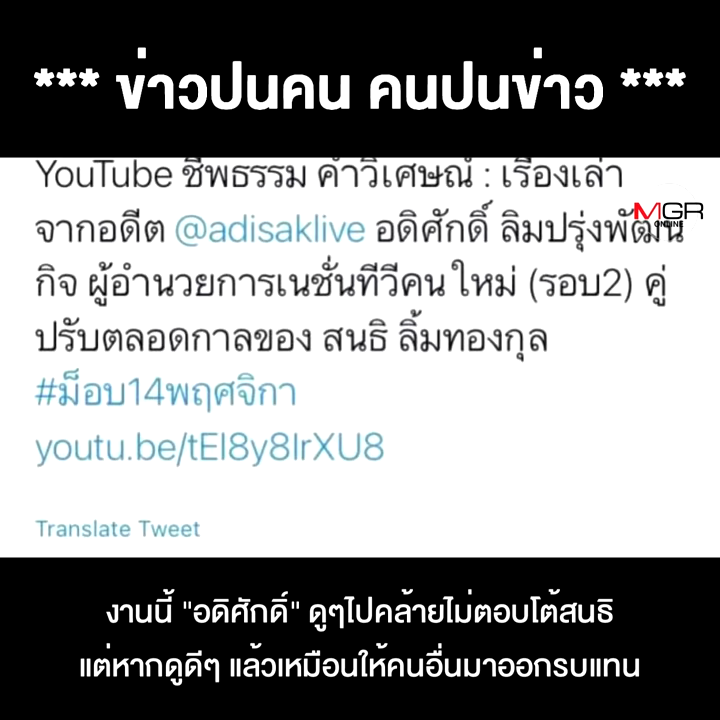 *** ข่าวปนคน คนปนข่าว ***
YouTube ชีพธรรม คำวิเศษณ์ : เรื่องเล่า
MGR
ONLINE
จากอดีต @adisaklive อดิศักดิ์ ลิมปรุ่งพัฒน
กิจ ผู้อำนวยการเนชั่นทีวีคนใหม่ (รอบ2) คู่
ปรับตลอดกาลของ สนธิ ลิ้มทองกุล
#ม็อบ14พฤศจิกา
youtu.be/tEI8y8IrXU8
Translate Tweet
งานนี้ "อดิศักดิ์" ดูๆไปคล้ายไม่ตอบโต้สนธิ
แต่หากดูดีๆ แล้วเหมือนให้คนอื่นมาออกรบแทน